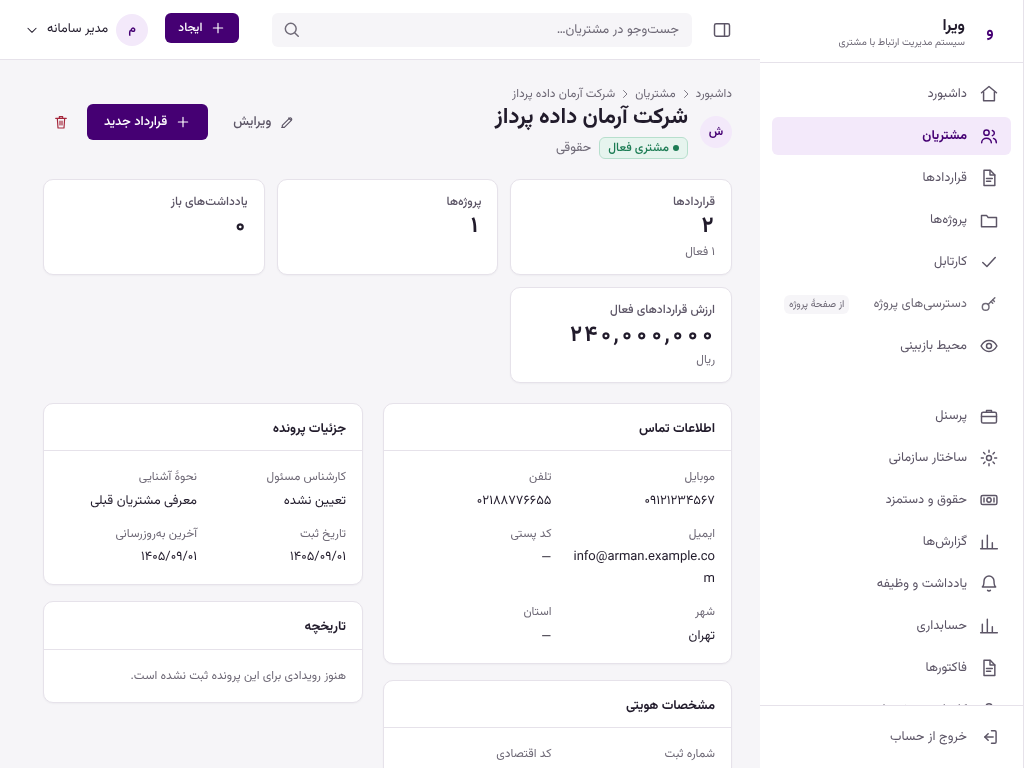 و
ویرا
سیستم مدیریت ارتباط با مشتری
داشبورد
مشتریان
قراردادها
پروژه‌ها
کارتابل
دسترسی‌های پروژه
از صفحهٔ پروژه
محیط بازبینی
پرسنل
ساختار سازمانی
حقوق و دستمزد
گزارش‌ها
یادداشت و وظیفه
حسابداری
فاکتورها
خروج از حساب
جست‌وجو در مشتریان...
ایجاد
م
مدیر سامانه
داشبورد
مشتریان
شرکت آرمان داده پرداز
ش
شرکت آرمان داده پرداز
مشتری فعال
حقوقی
ویرایش
قرارداد جدید
قراردادها
۲
۱ فعال
پروژه‌ها
۱
یادداشت‌های باز
۰
ارزش قراردادهای فعال
۲۴۰,۰۰۰,۰۰۰
ریال
اطلاعات تماس
موبایل
۰۹۱۲۱۲۳۴۵۶۷
تلفن
۰۲۱۸۸۷۷۶۶۵۵
ایمیل
info@arman.example.co
m
کد پستی
—
شهر
تهران
استان
—
مشخصات هویتی
شماره ثبت
کد اقتصادی
جزئیات پرونده
کارشناس مسئول
تعیین نشده
نحوهٔ آشنایی
معرفی مشتریان قبلی
تاریخ ثبت
۱۴۰۵/۰۹/۰۱
آخرین به‌روزرسانی
۱۴۰۵/۰۹/۰۱
تاریخچه
هنوز رویدادی برای این پرونده ثبت نشده است.